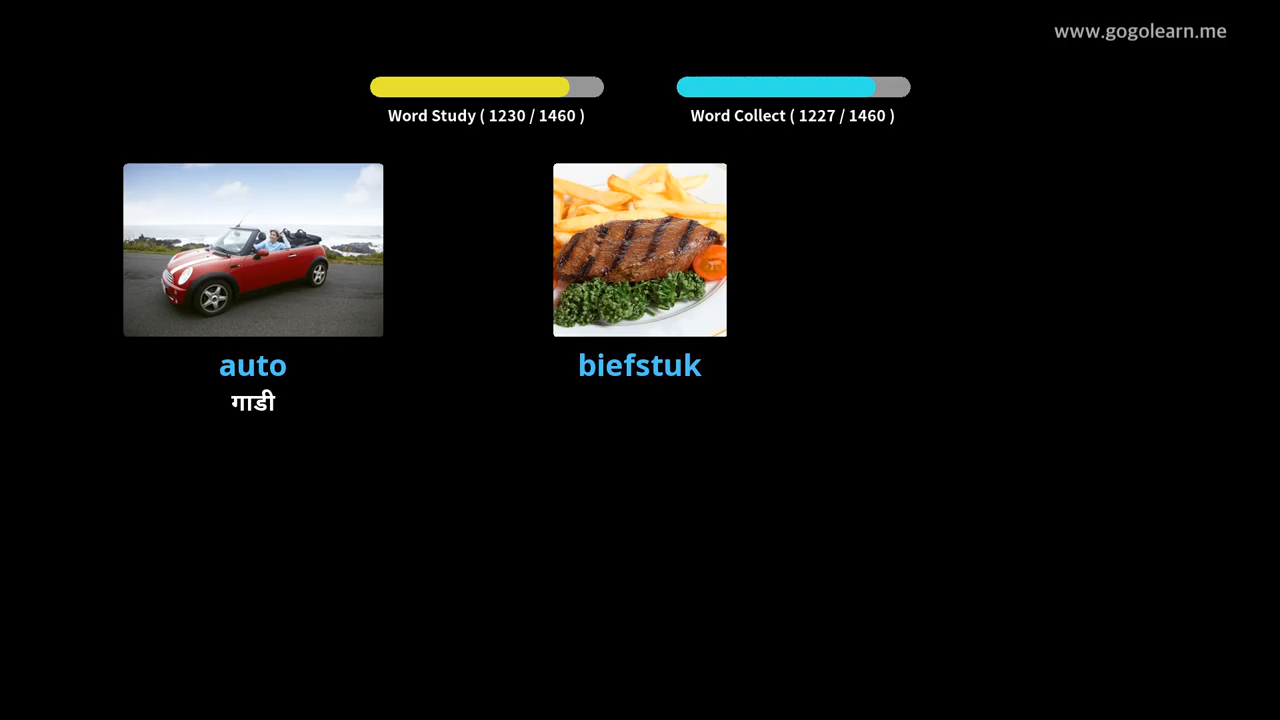 www.gogolearn.me
Word Study ( 1230 / 1460 )
Word Collect ( 1227 / 1460 )
auto
गाडी
biefstuk